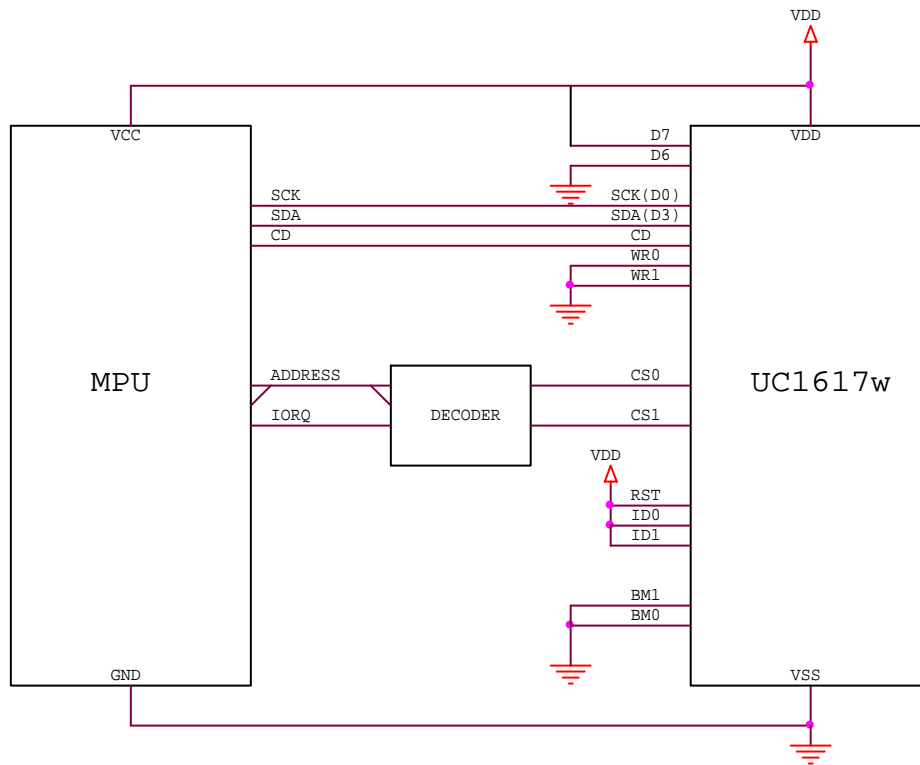 VDD
VCC
VDD
D7
D6
SCK
SCK(D0)
SDA
SDA(D3)
CD
CD
WR0
WR1
MPU
ADDRESS
CS0
UC1617w
IORQ
DECODER
CS1
VDD
RST
ID0
ID1
BM1
BM0
GND
VSS